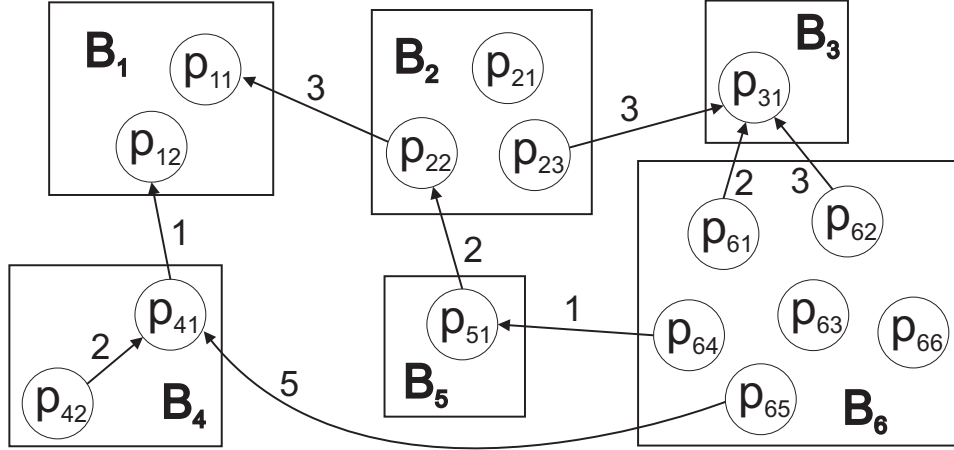 B₁
p₁₁
p₁₂
3
B₂
p₂₁
p₂₂
p₂₃
3
B₃
p₃₁
2
3
1
2
p₄₁
2
p₄₂
B₄
5
p₅₁
B₅
1
p₆₁
p₆₂
p₆₃
p₆₄
p₆₅
p₆₆
B₆